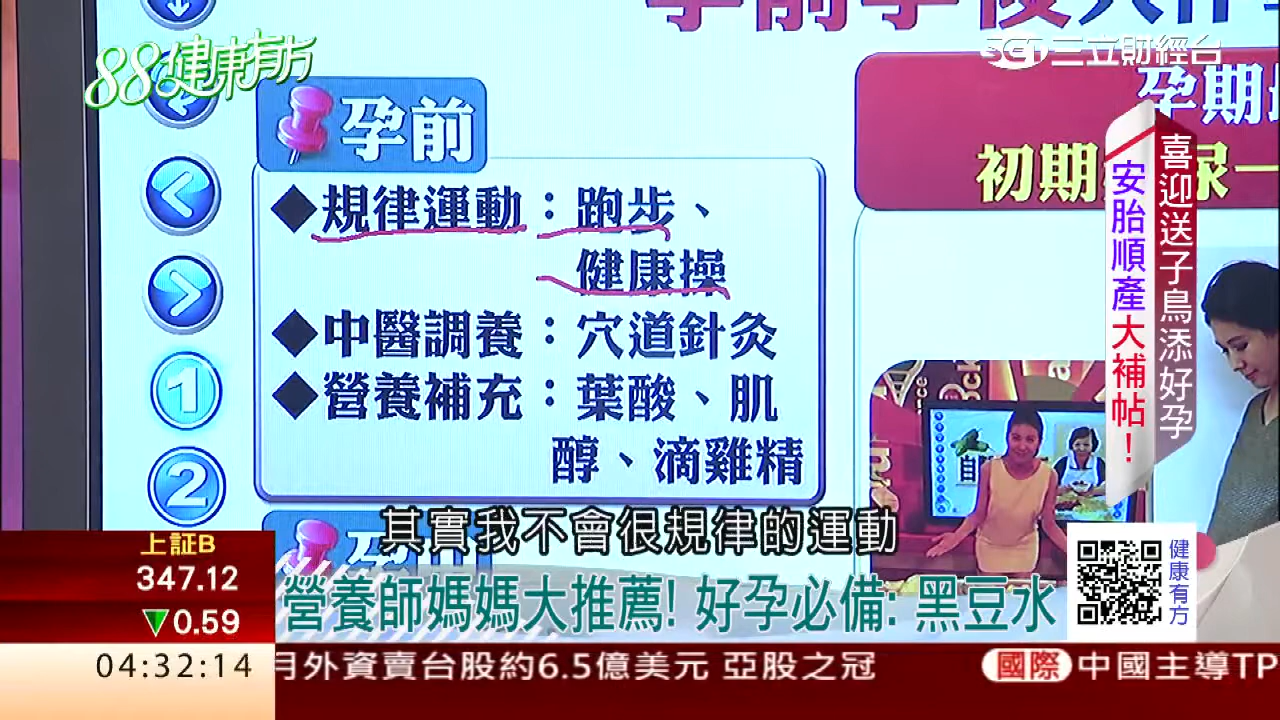 88健康有方
SET三立財經台
孕前
◆規律運動：跑步、
健康操
◆中醫調養：穴道針灸
◆營養補充：葉酸、肌
醇、滴雞精
1
2
孕期
初期
喜迎送子鳥添好孕
安胎順產大補帖！
其實我不會很規律的運動
營養師媽媽大推薦! 好孕必備: 黑豆水
健康有方
上証B
347.12
▼0.59
04:32:14
月外資賣台股約6.5億美元 亞股之冠
國際 中國主導TP